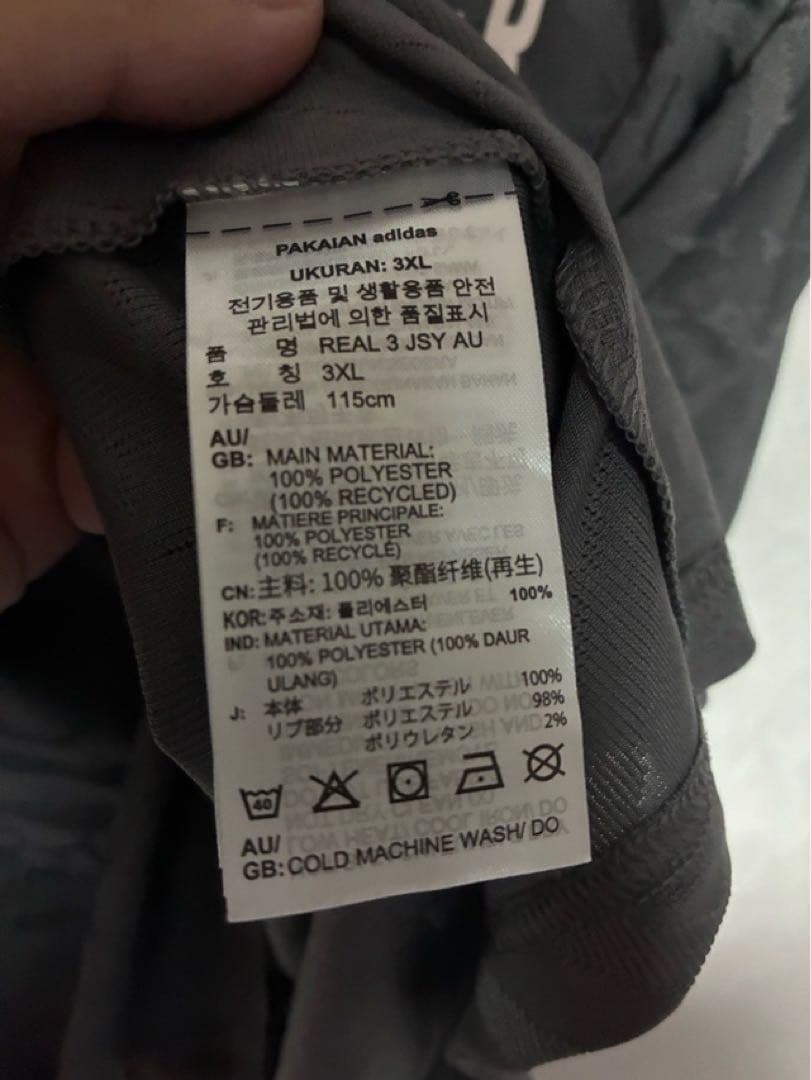 PAKAIAN adidas
UKURAN: 3XL
전기용품 및 생활용품 안전
관리법에 의한 품질표시
품 명 REAL 3 JSY AU
호 칭 3XL
가슴둘레 115cm
AU/
GB: MAIN MATERIAL:
100% POLYESTER
(100% RECYCLED)
F: MATIERE PRINCIPALE:
100% POLYESTER
(100% RECYCLÉ)
CN: 主料: 100% 聚酯纤维(再生)
KOR: 주소재: 폴리에스터 100%
IND: MATERIAL UTAMA:
100% POLYESTER (100% DAUR
ULANG)
J: 本体 ポリエステル 100%
リブ部分 ポリエステル 98%
ポリウレタン 2%
40
AU/
GB: COLD MACHINE WASH/ DO